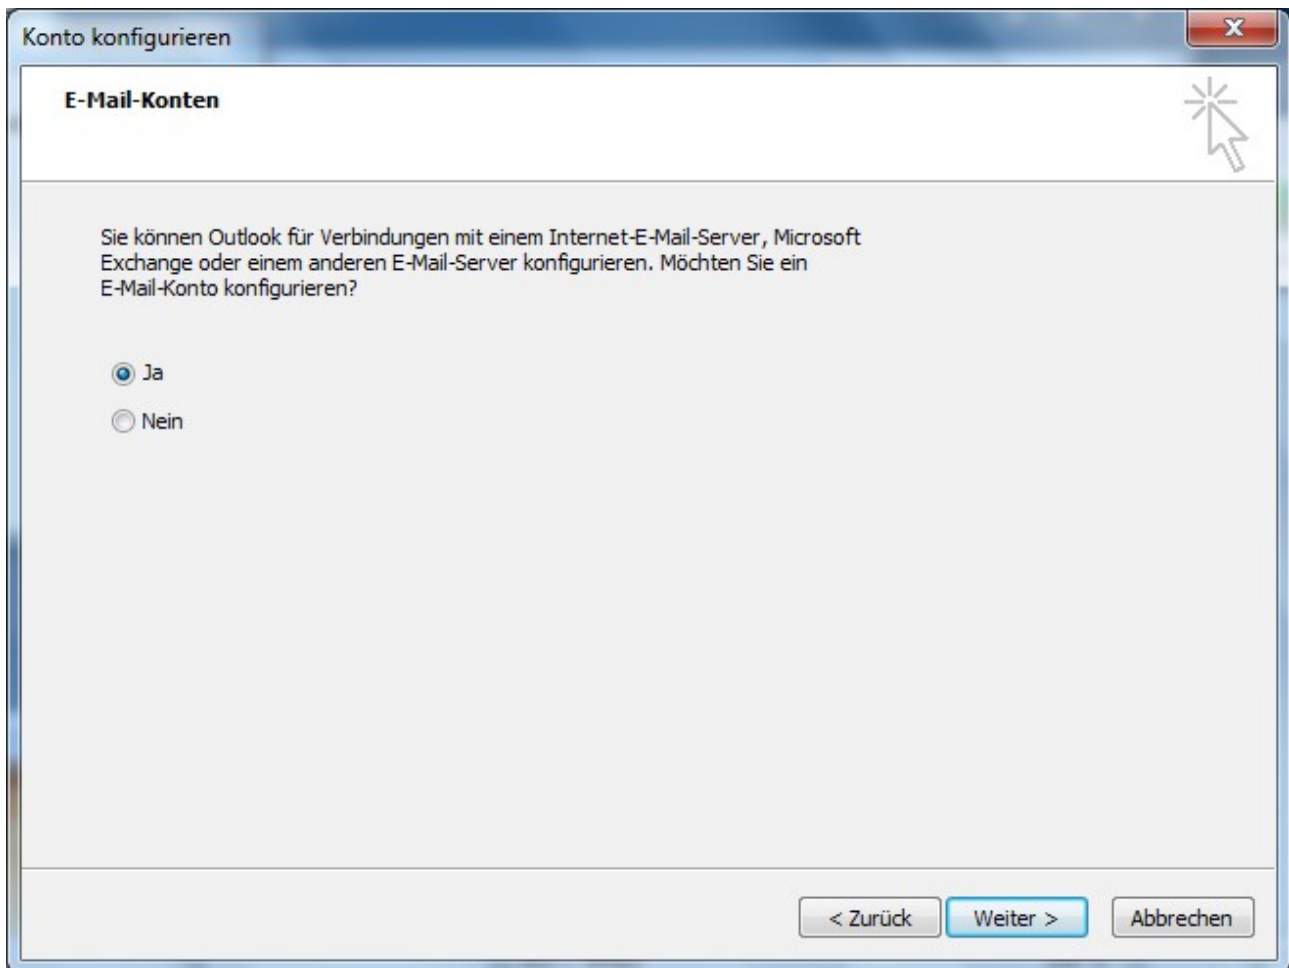 Konto konfigurieren
E-Mail-Konten
Sie können Outlook für Verbindungen mit einem Internet-E-Mail-Server, Microsoft
Exchange oder einem anderen E-Mail-Server konfigurieren. Möchten Sie ein
E-Mail-Konto konfigurieren?
Ja
Nein
< Zurück Weiter > Abbrechen